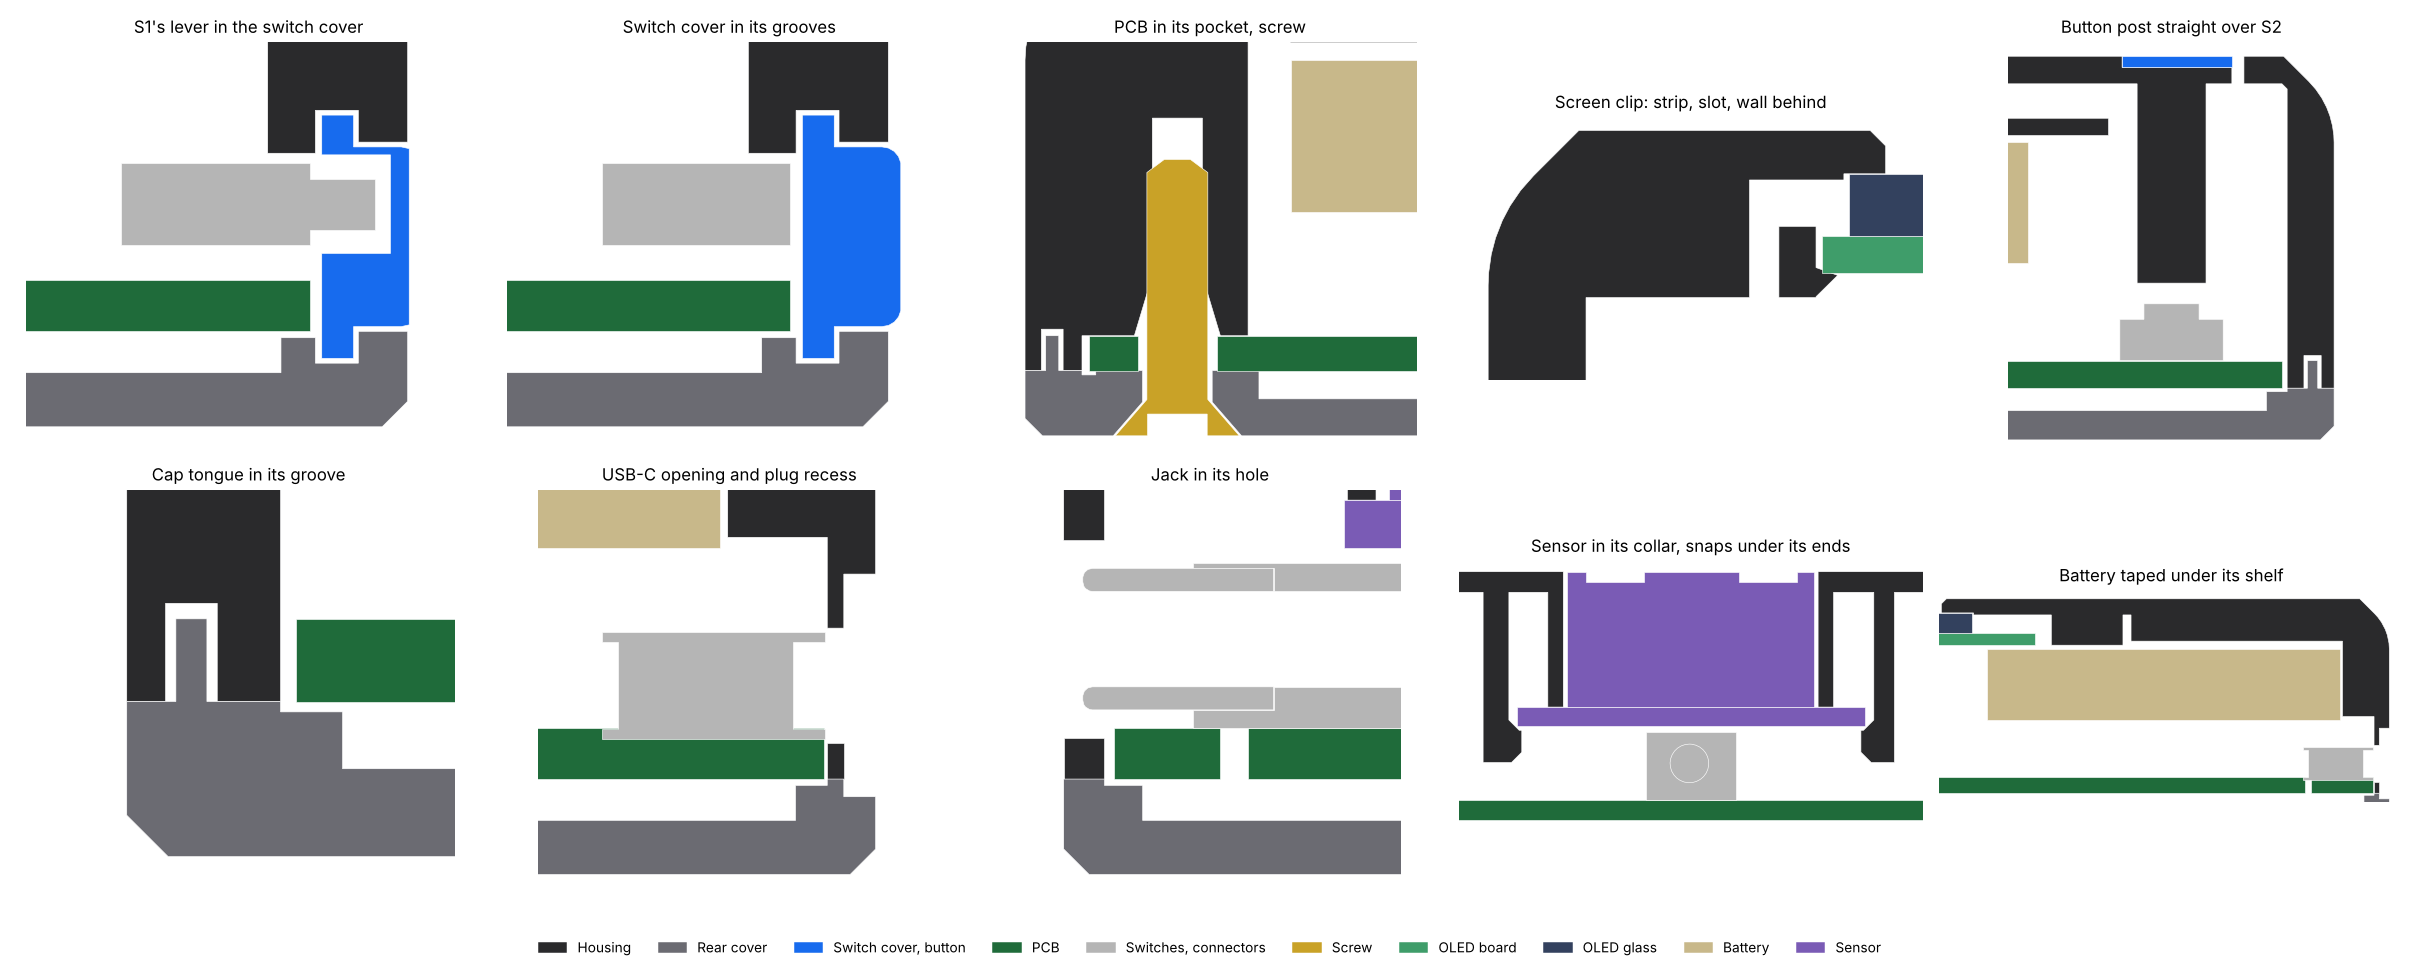 S1's lever in the switch cover
Switch cover in its grooves
PCB in its pocket, screw
Screen clip: strip, slot, wall behind
Button post straight over S2
Cap tongue in its groove
USB-C opening and plug recess
Jack in its hole
Sensor in its collar, snaps under its ends
Battery taped under its shelf
Housing
Rear cover
Switch cover, button
PCB
Switches, connectors
Screw
OLED board
OLED glass
Battery
Sensor